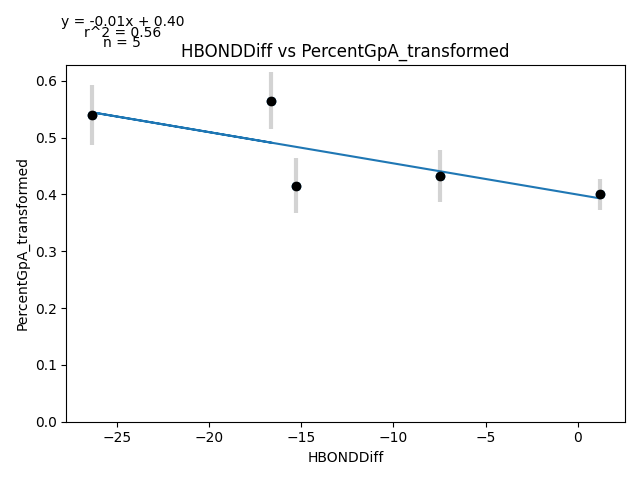 y = -0.01x + 0.40
r^2 = 0.56
n = 5
HBONDDiff vs PercentGpA_transformed
PercentGpA_transformed
0.6
0.5
0.4
0.3
0.2
0.1
0.0
−25
−20
−15
−10
−5
0
HBONDDiff